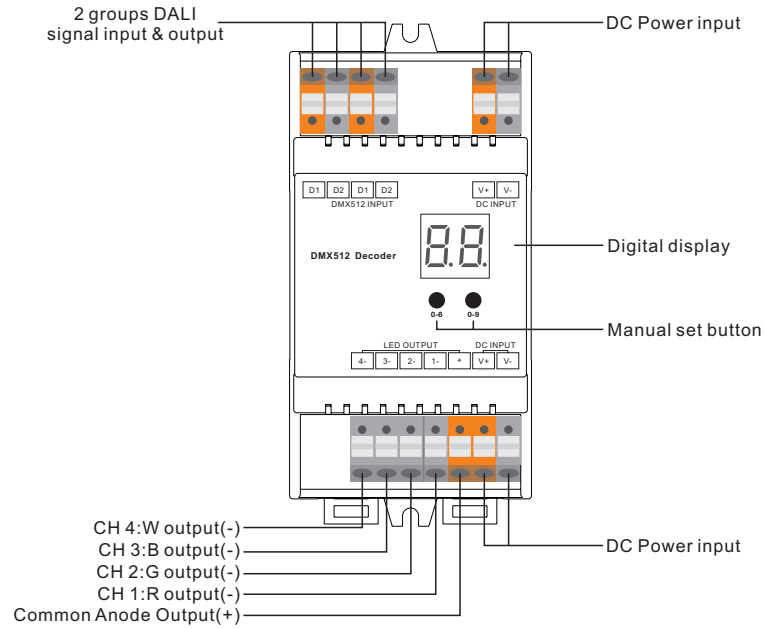 2 groups DALI
signal input & output
DC Power input
D1 D2 D1 D2
DMX512 INPUT
V+ V-
DC INPUT
8.8.
DMX512 Decoder
Digital display
0-6 0-9
Manual set button
LED OUTPUT DC INPUT
4- 3- 2- 1- + V+ V-
CH 4:W output(-)
CH 3:B output(-)
CH 2:G output(-)
CH 1:R output(-)
Common Anode Output(+)
DC Power input